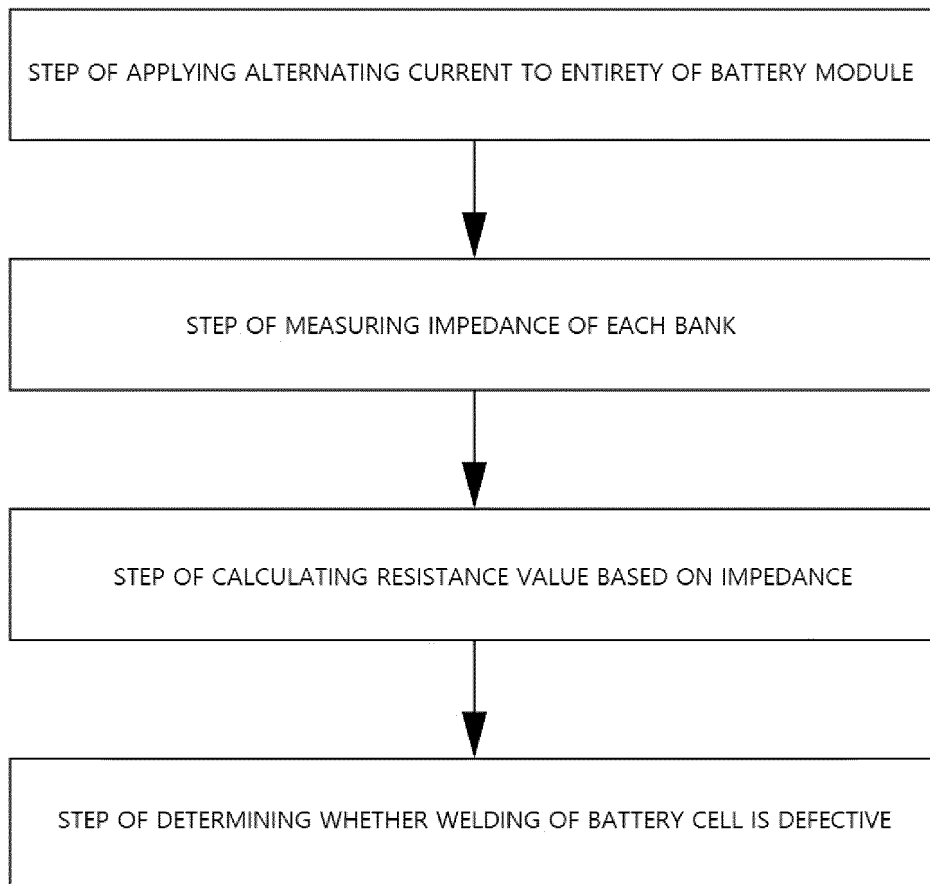 STEP OF APPLYING ALTERNATING CURRENT TO ENTIRETY OF BATTERY MODULE
STEP OF MEASURING IMPEDANCE OF EACH BANK
STEP OF CALCULATING RESISTANCE VALUE BASED ON IMPEDANCE
STEP OF DETERMINING WHETHER WELDING OF BATTERY CELL IS DEFECTIVE